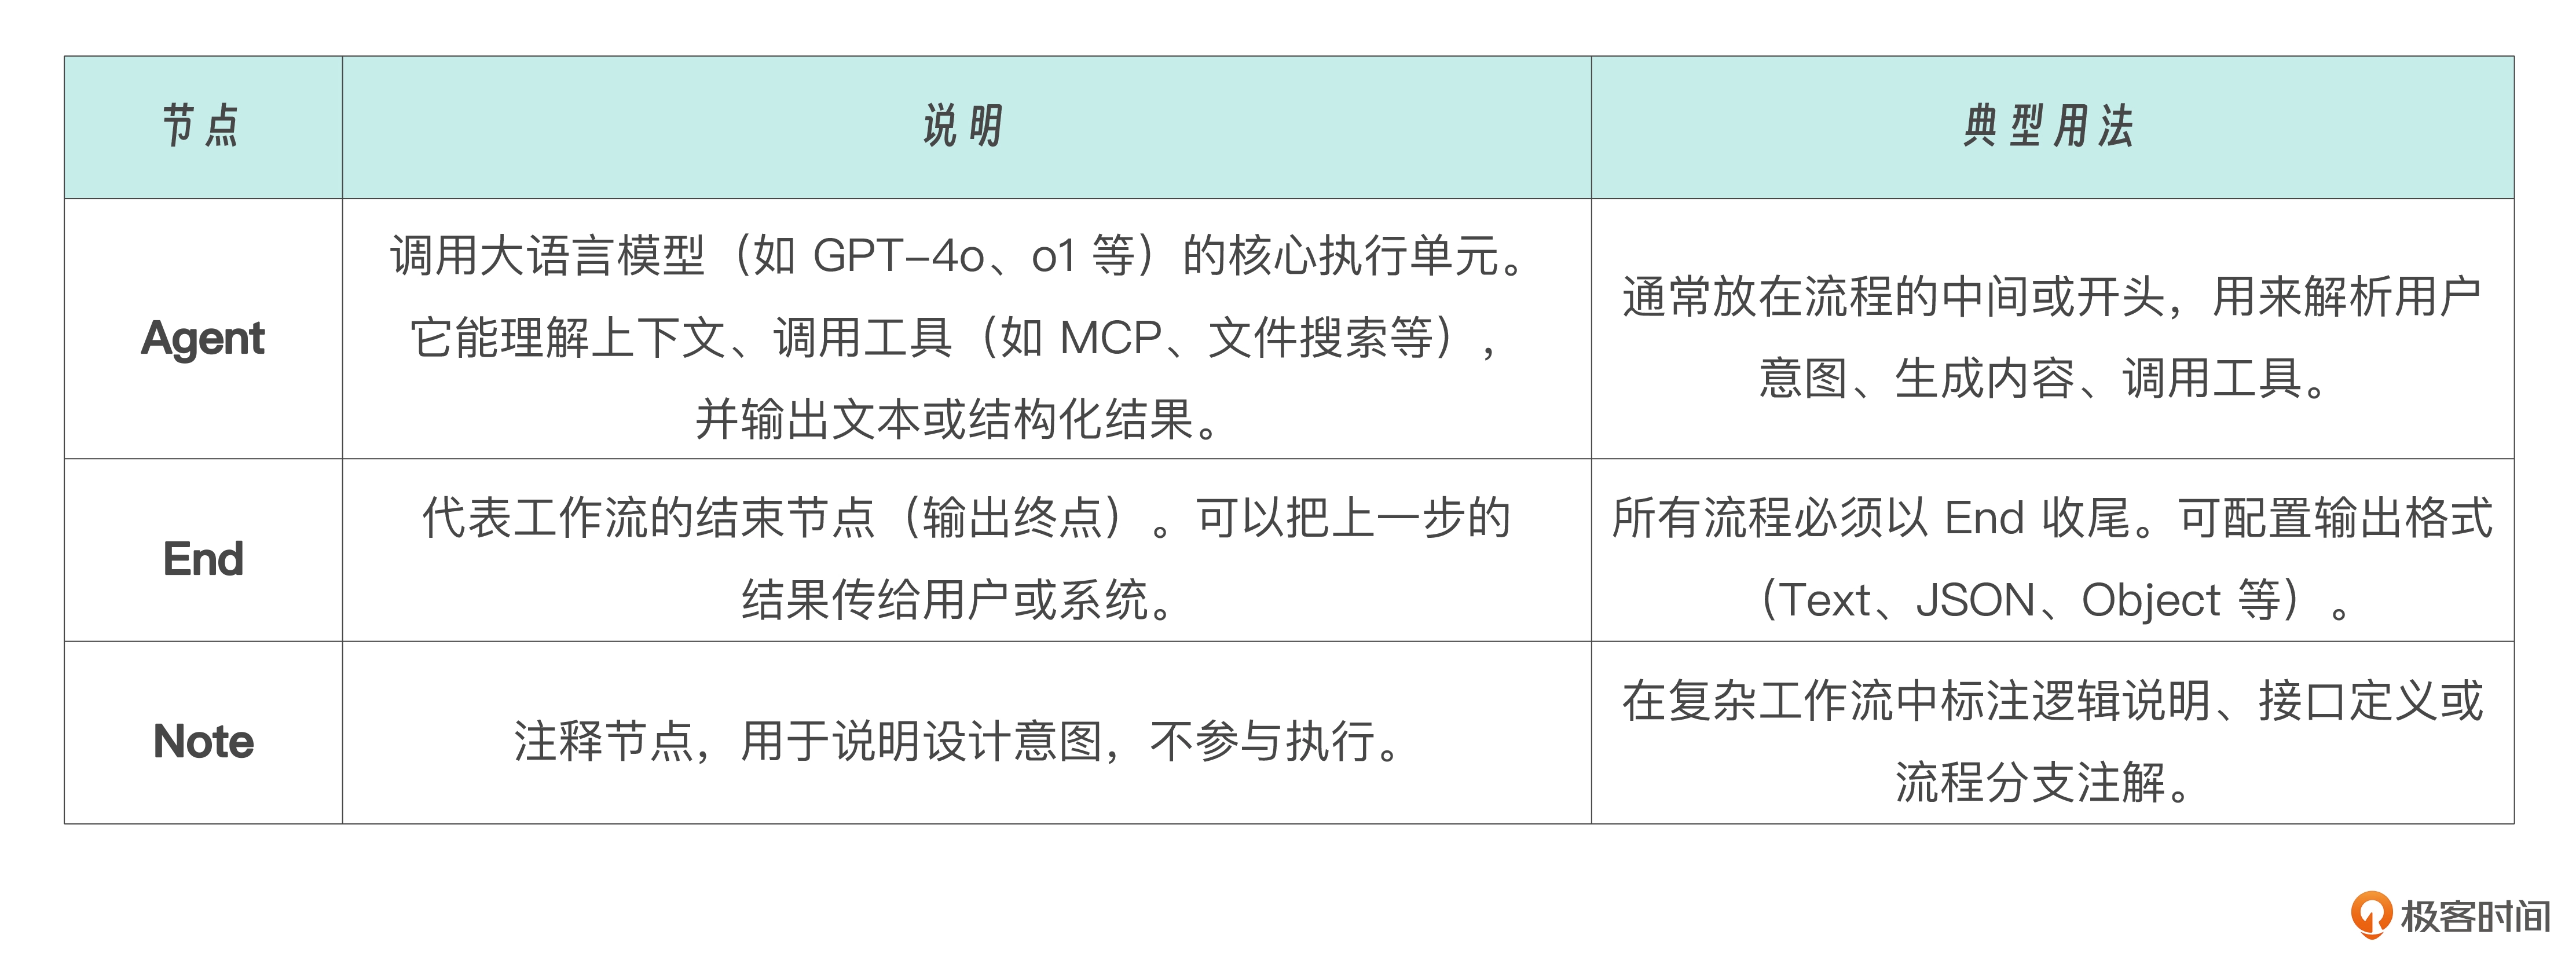 节点
说明
典型用法
Agent
调用大语言模型（如 GPT-4o、o1 等）的核心执行单元。
它能理解上下文、调用工具（如 MCP、文件搜索等），
并输出文本或结构化结果。
通常放在流程的中间或开头，用来解析用户
意图、生成内容、调用工具。
End
代表工作流的结束节点（输出终点）。可以把上一步的
结果传给用户或系统。
所有流程必须以 End 收尾。可配置输出格式
（Text、JSON、Object 等）。
Note
注释节点，用于说明设计意图，不参与执行。
在复杂工作流中标注逻辑说明、接口定义或
流程分支注解。
极客时间